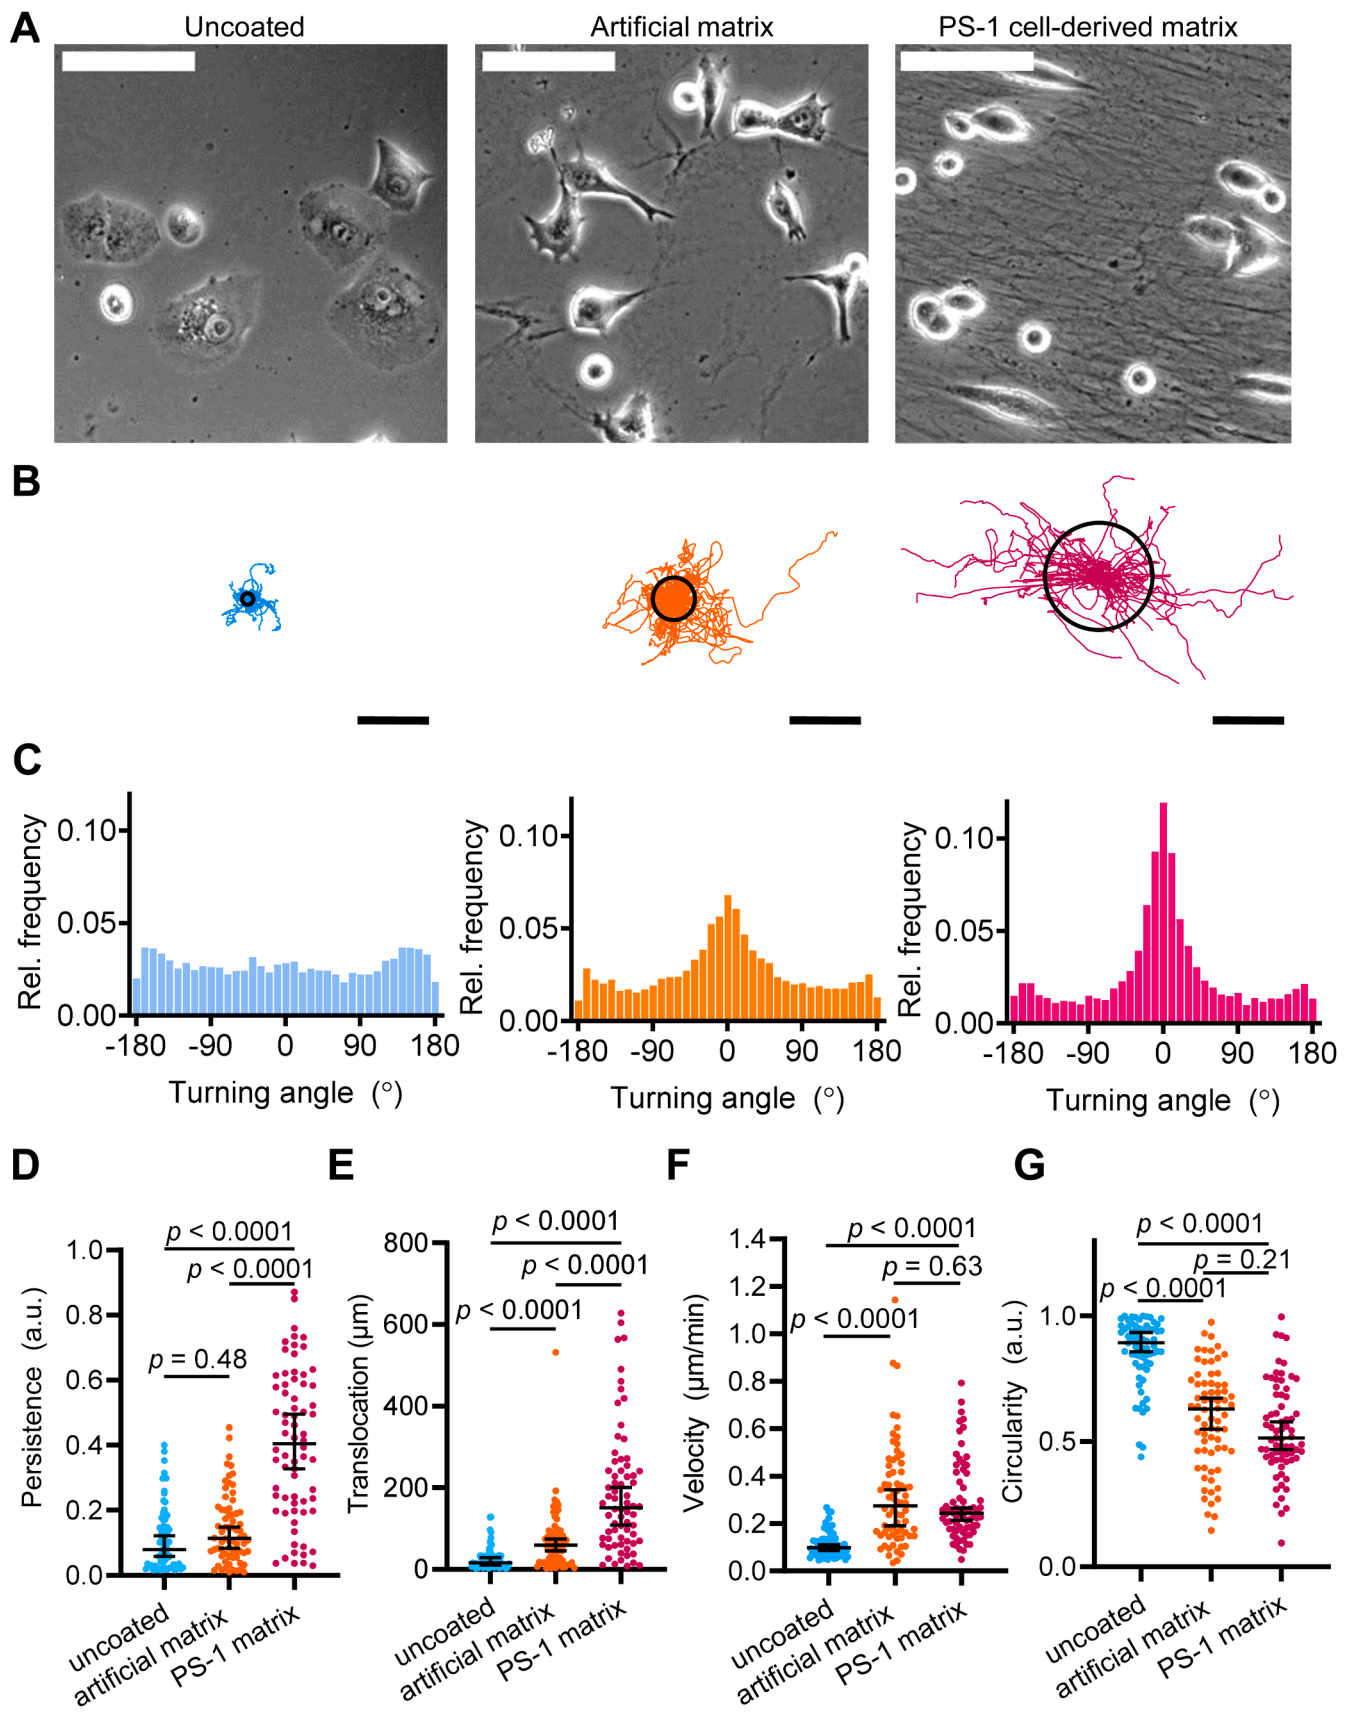 A
Uncoated
Artificial matrix
PS-1 cell-derived matrix
B
C
Rel. frequency
0.10
0.05
0.00
-180 -90 0 90 180
Turning angle (°)
Rel. frequency
0.10
0.05
0.00
-180 -90 0 90 180
Turning angle (°)
Rel. frequency
0.10
0.05
0.00
-180 -90 0 90 180
Turning angle (°)
D
Persistence (a.u.)
1.0
0.8
0.6
0.4
0.2
0.0
p < 0.0001
p < 0.0001
p = 0.48
uncoated
artificial matrix
PS-1 matrix
E
Translocation (µm)
800
600
400
200
0
p < 0.0001
p < 0.0001
p < 0.0001
uncoated
artificial matrix
PS-1 matrix
F
Velocity (µm/min)
1.4
1.2
1.0
0.8
0.6
0.4
0.2
0.0
p < 0.0001
p = 0.63
p < 0.0001
uncoated
artificial matrix
PS-1 matrix
G
Circularity (a.u.)
1.0
0.5
0.0
p < 0.0001
p = 0.21
p < 0.0001
uncoated
artificial matrix
PS-1 matrix